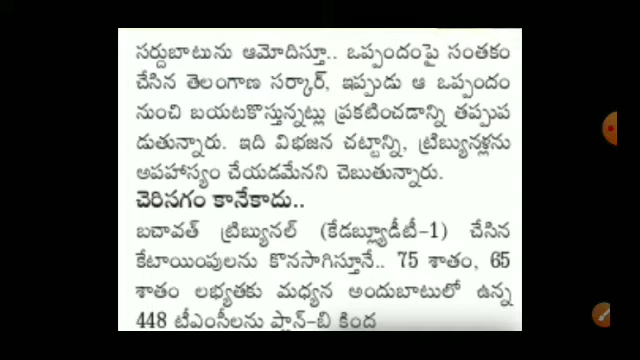 సర్దుబాటును ఆమోదిస్తూ.. ఒప్పందంపై సంతకం
చేసిన తెలంగాణ సర్కార్, ఇప్పుడు ఆ ఒప్పందం
నుంచి బయటకొస్తున్నట్లు ప్రకటించడాన్ని తప్పుప
డుతున్నారు. ఇది విభజన చట్టాన్ని, ట్రిబ్యునళ్లను
అపహాస్యం చేయడమేనని చెబుతున్నారు.
చెరిసగం కానేకాదు..
బచావత్ ట్రిబ్యునల్ (కేడబ్ల్యూడీటీ-1) చేసిన
కేటాయింపులను కొనసాగిస్తూనే.. 75 శాతం, 65
శాతం లభ్యతకు మధ్యన అందుబాటులో ఉన్న
448 టీఎంసీలను ప్లాన్-బి కింద